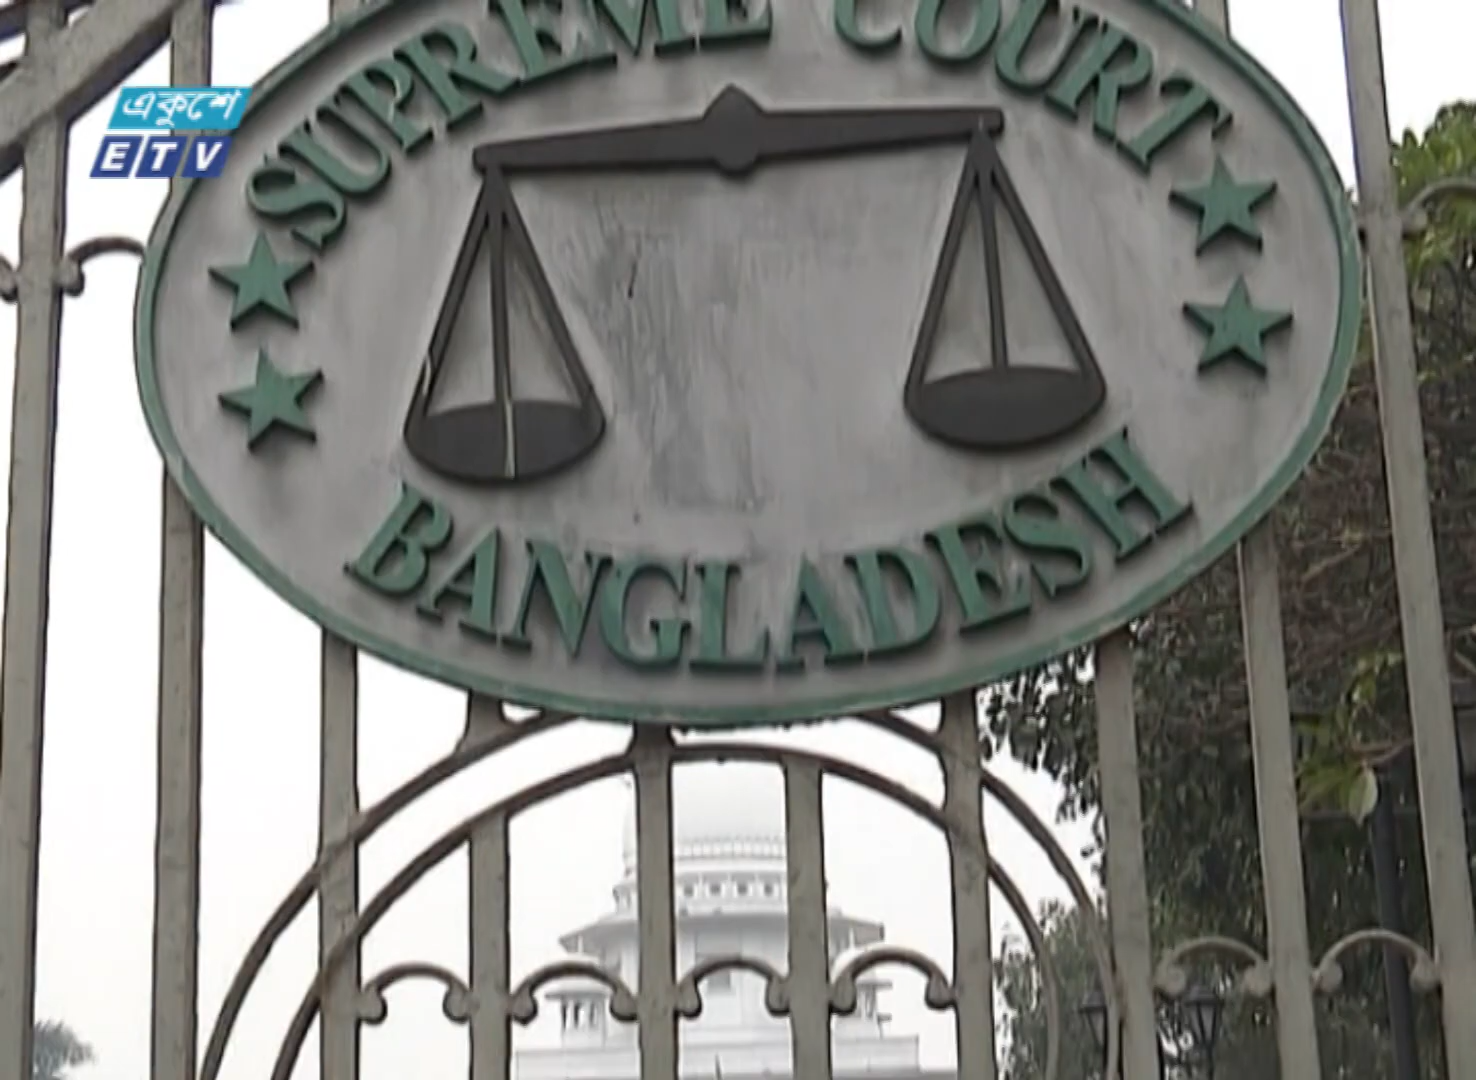 একুশে
ETV
SUPREME COURT
BANGLADESH